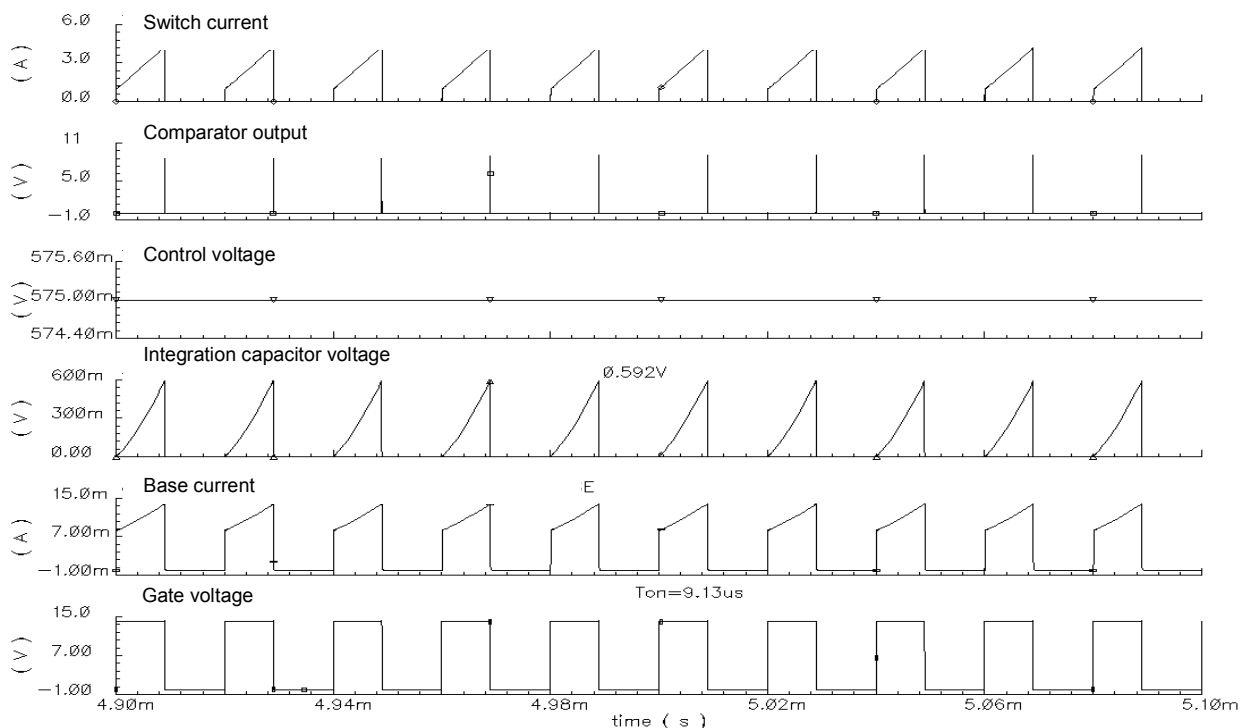 Switch current
6.0
3.0
0.0
(A)
Comparator output
11
5.0
-1.0
(V)
Control voltage
575.60m
575.00m
574.40m
(V)
Integration capacitor voltage
0.592V
600m
300m
0.00
(V)
Base current
E
15.0m
7.00m
-1.00m
(A)
Gate voltage
Ton=9.13us
15.0
7.00
-1.00
(V)
4.90m 4.94m 4.98m 5.02m 5.06m 5.10m
time (s)